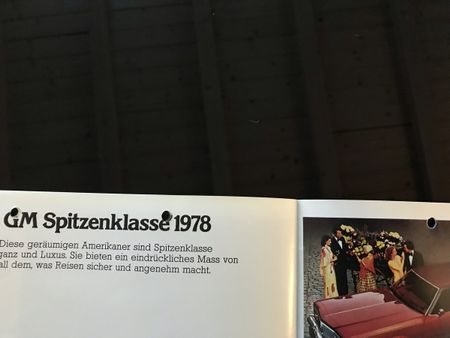 GM Spitzenklasse 1978
Diese geräumigen Amerikaner sind Spitzenklasse
ganz und Luxus. Sie bieten ein eindrückliches Mass von
all dem, was Reisen sicher und angenehm macht.